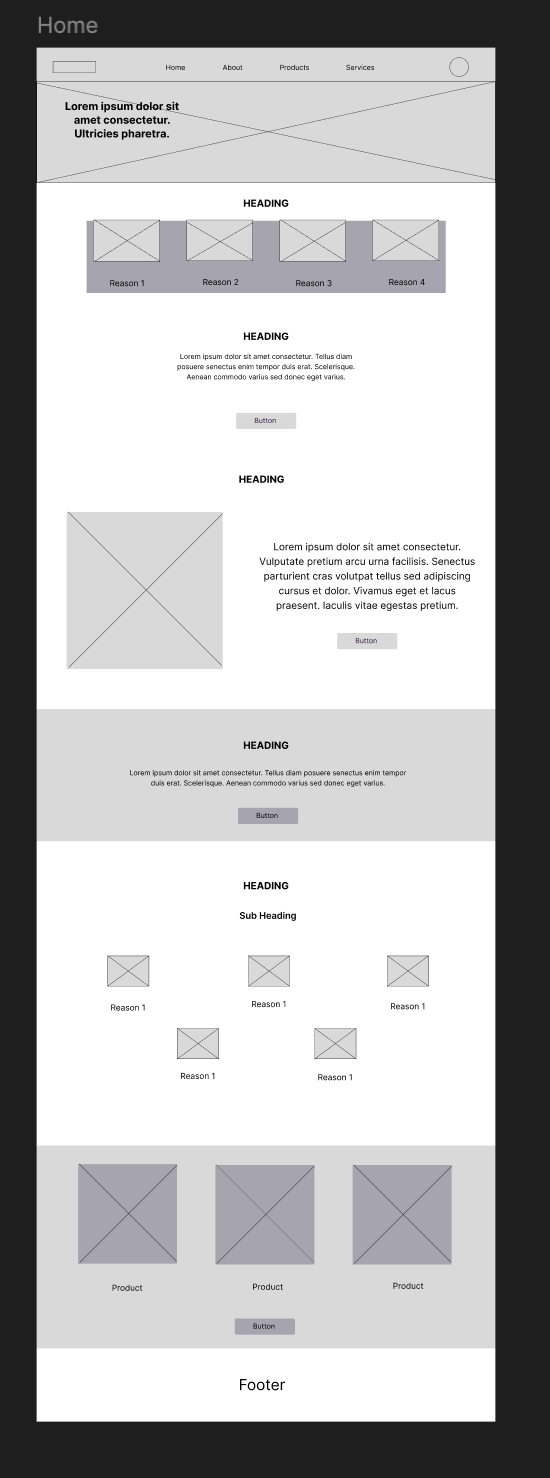 Home
Home About Products Services
Lorem ipsum dolor sit
amet consectetur.
Ultricies pharetra.
HEADING
Reason 1 Reason 2 Reason 3 Reason 4
HEADING
Lorem ipsum dolor sit amet consectetur. Tellus diam
posuere senectus enim tempor duis erat. Scelerisque.
Aenean commodo varius sed donec eget varius.
Button
HEADING
Lorem ipsum dolor sit amet consectetur.
Vulputate pretium arcu urna facilisis. Senectus
parturient cras volutpat tellus sed adipiscing
cursus et dolor. Vivamus eget et lacus
praesent. Iaculis vitae egestas pretium.
Button
HEADING
Lorem ipsum dolor sit amet consectetur. Tellus diam posuere senectus enim tempor
duis erat. Scelerisque. Aenean commodo varius sed donec eget varius.
Button
HEADING
Sub Heading
Reason 1 Reason 1 Reason 1
Reason 1 Reason 1
Product Product Product
Button
Footer